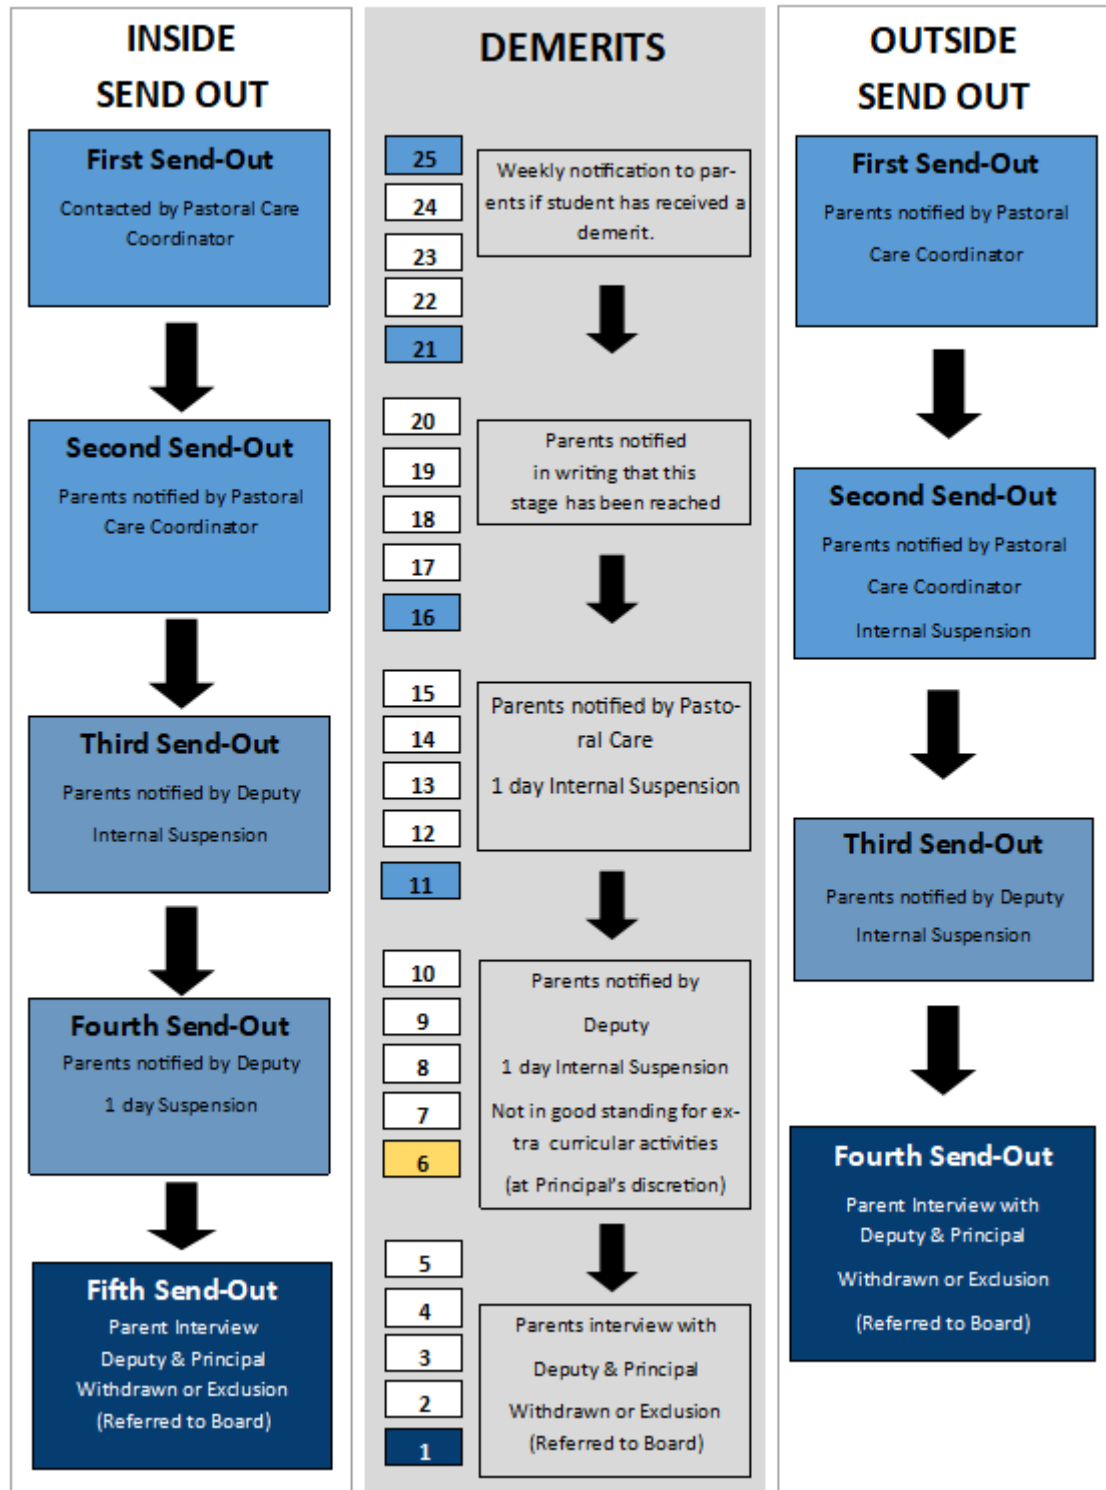 INSIDE
SEND OUT
First Send-Out
Contacted by Pastoral Care
Coordinator
Second Send-Out
Parents notified by Pastoral
Care Coordinator
Third Send-Out
Parents notified by Deputy
Internal Suspension
Fourth Send-Out
Parents notified by Deputy
1 day Suspension
Fifth Send-Out
Parent Interview
Deputy & Principal
Withdrawn or Exclusion
(Referred to Board)
DEMERITS
25
24
23
22
21
Weekly notification to par-
ents if student has received a
demerit.
20
19
18
17
16
Parents notified
in writing that this
stage has been reached
15
14
13
12
11
Parents notified by Pasto-
ral Care
1 day Internal Suspension
10
9
8
7
6
Parents notified by
Deputy
1 day Internal Suspension
Not in good standing for ex-
tra curricular activities
(at Principal's discretion)
5
4
3
2
1
Parents interview with
Deputy & Principal
Withdrawn or Exclusion
(Referred to Board)
OUTSIDE
SEND OUT
First Send-Out
Parents notified by Pastoral
Care Coordinator
Second Send-Out
Parents notified by Pastoral
Care Coordinator
Internal Suspension
Third Send-Out
Parents notified by Deputy
Internal Suspension
Fourth Send-Out
Parent Interview with
Deputy & Principal
Withdrawn or Exclusion
(Referred to Board)